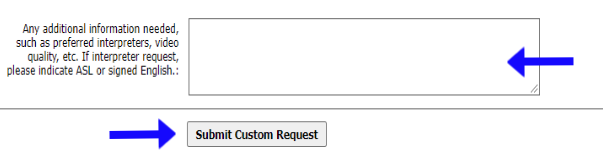 Any additional information needed,
such as preferred interpreters, video
quality, etc. If interpreter request,
please indicate ASL or signed English.:
Submit Custom Request